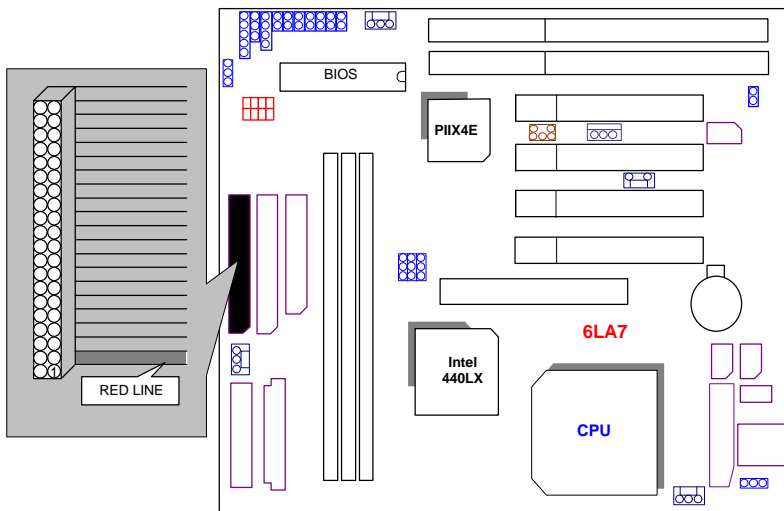 BIOS
PIIX4E
6LA7
Intel
440LX
1
RED LINE
CPU